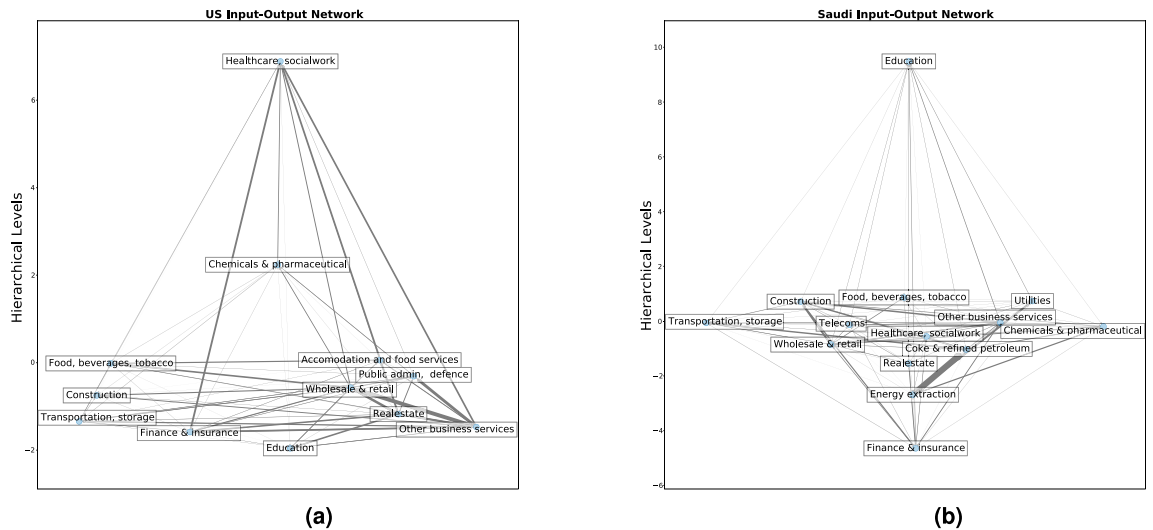 US Input-Output Network
Hierarchical Levels
6
4
2
0
−2
Healthcare, socialwork
Chemicals & pharmaceutical
Food, beverages, tobacco
Accomodation and food services
Public admin, defence
Construction
Wholesale & retail
Transportation, storage
Realestate
Finance & insurance
Other business services
Education
(a)
Saudi Input-Output Network
Hierarchical Levels
10
8
6
4
2
0
−2
−4
−6
Education
Construction
Food, beverages, tobacco
Utilities
Transportation, storage
Telecoms
Other business services
Healthcare, socialwork
Chemicals & pharmaceutical
Wholesale & retail
Coke & refined petroleum
Realestate
Energy extraction
Finance & insurance
(b)